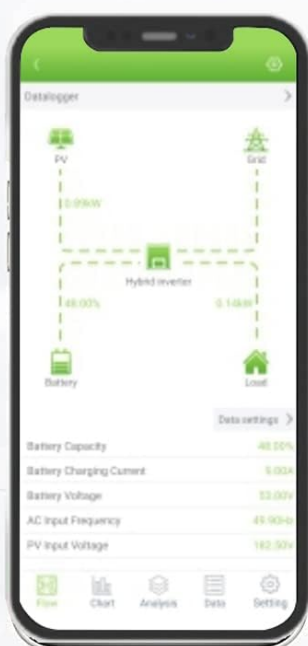 Datalogger
PV
Grid
0.89kW
Hybrid inverter
48.00%
0.14kW
Battery
Load
Data settings
Battery Capacity 48.00%
Battery Charging Current 5.00A
Battery Voltage 53.00V
AC Input Frequency 49.90Hz
PV Input Voltage 182.50V
Flow Chart Analysis Data Setting